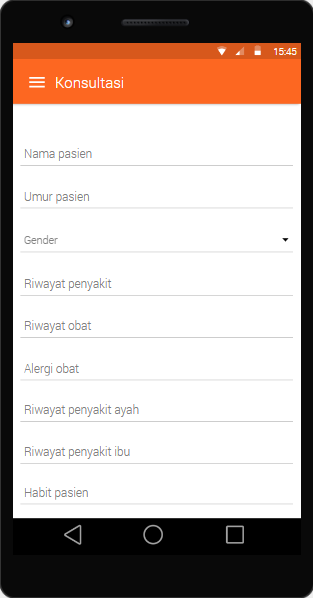 15:45
Konsultasi
Nama pasien
Umur pasien
Gender
Riwayat penyakit
Riwayat obat
Alergi obat
Riwayat penyakit ayah
Riwayat penyakit ibu
Habit pasien